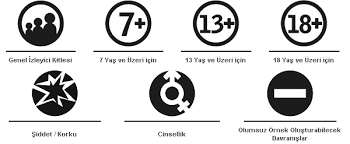 7+ 13+ 18+
Genel İzleyici Kitlesi 7 Yaş ve Üzeri için 13 Yaş ve Üzeri için 18 Yaş ve Üzeri için
Şiddet / Korku Cinsellik Olumsuz Örnek Oluşturabilecek
Davranışlar